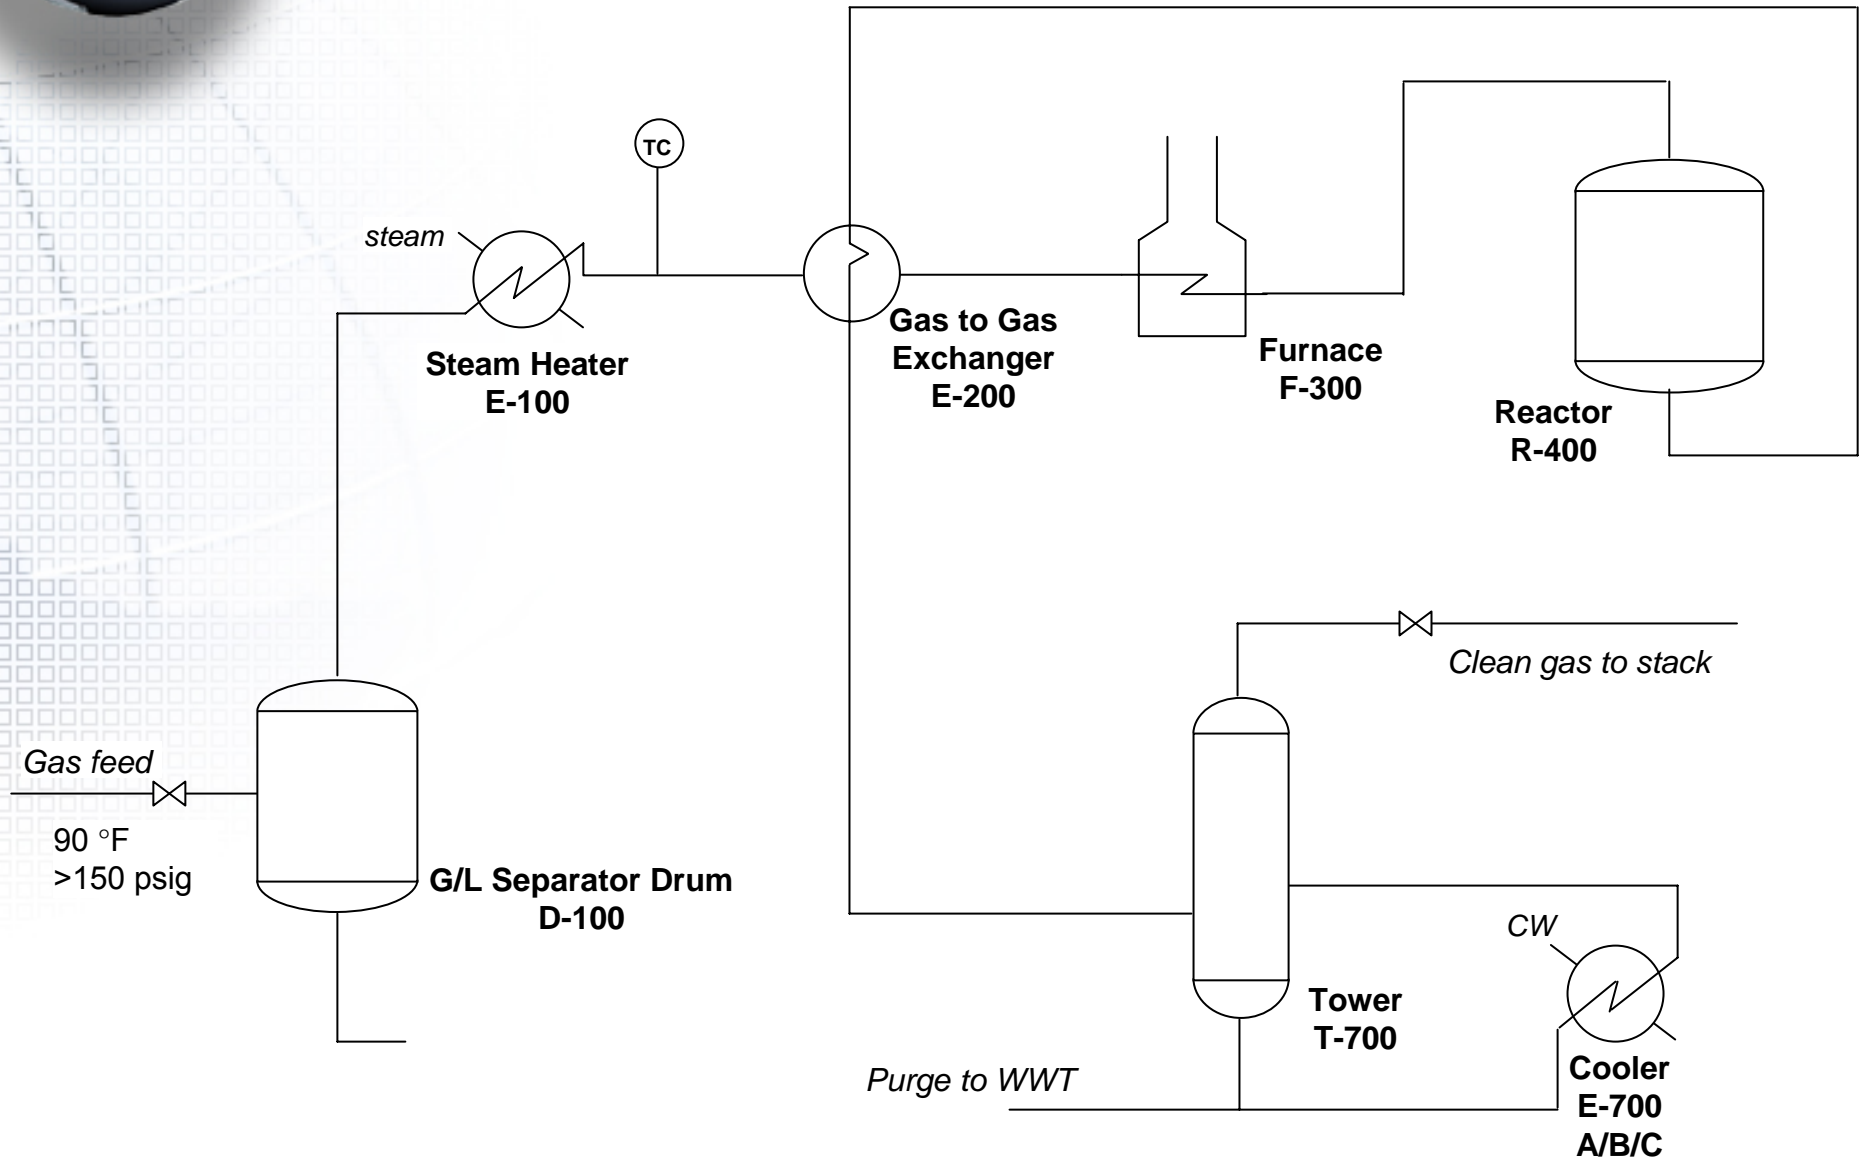 TC
steam
Steam Heater
E-100
Gas to Gas
Exchanger
E-200
Furnace
F-300
Reactor
R-400
Clean gas to stack
Gas feed
90 °F
>150 psig
G/L Separator Drum
D-100
CW
Tower
T-700
Purge to WWT
Cooler
E-700
A/B/C